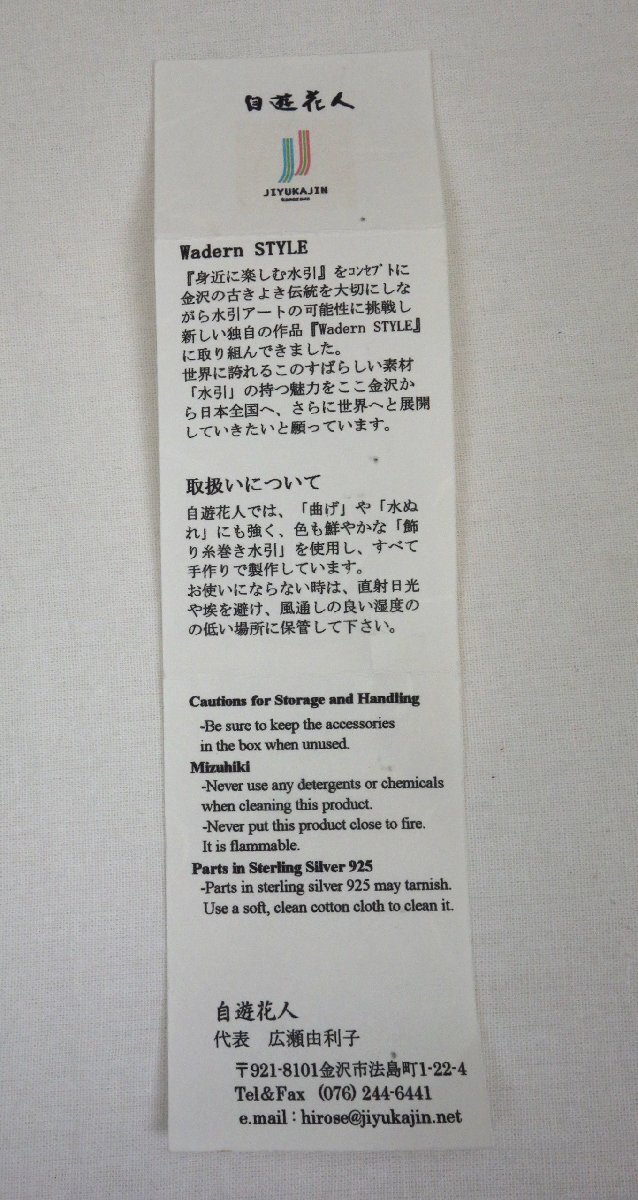 自遊花人
JIYUKAJIN
Wadern STYLE
『身近に楽しむ水引』をｺﾝｾﾌﾟﾄに
金沢の古きよき伝統を大切にしな
がら水引アートの可能性に挑戦し
新しい独自の作品『Wadern STYLE』
に取り組んできました。
世界に誇れるこのすばらしい素材
「水引」の持つ魅力をここ金沢か
ら日本全国へ、さらに世界へと展開
していきたいと願っています。
取扱いについて
自遊花人では、「曲げ」や「水ぬ
れ」にも強く、色も鮮やかな「飾
り糸巻き水引」を使用し、すべて
手作りで製作しています。
お使いにならない時は、直射日光
や埃を避け、風通しの良い湿度の
の低い場所に保管して下さい。
Cautions for Storage and Handling
-Be sure to keep the accessories
in the box when unused.
Mizuhiki
-Never use any detergents or chemicals
when cleaning this product.
-Never put this product close to fire.
It is flammable.
Parts in Sterling Silver 925
-Parts in sterling silver 925 may tarnish.
Use a soft, clean cotton cloth to clean it.
自遊花人
代表　広瀬由利子
〒921-8101金沢市法島町1-22-4
Tel&Fax (076) 244-6441
e.mail : hirose@jiyukajin.net